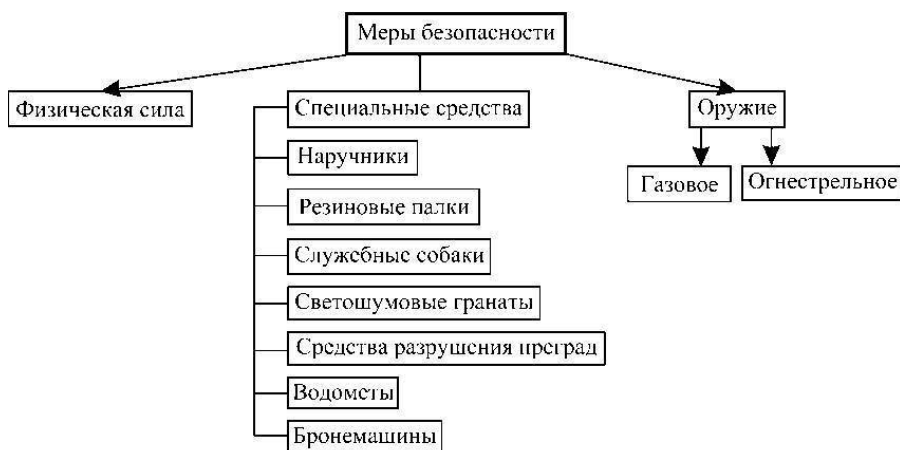 Меры безопасности
Физическая сила
Специальные средства
Наручники
Резиновые палки
Служебные собаки
Светошумовые гранаты
Средства разрушения преград
Водометы
Бронемашины
Оружие
Газовое
Огнестрельное